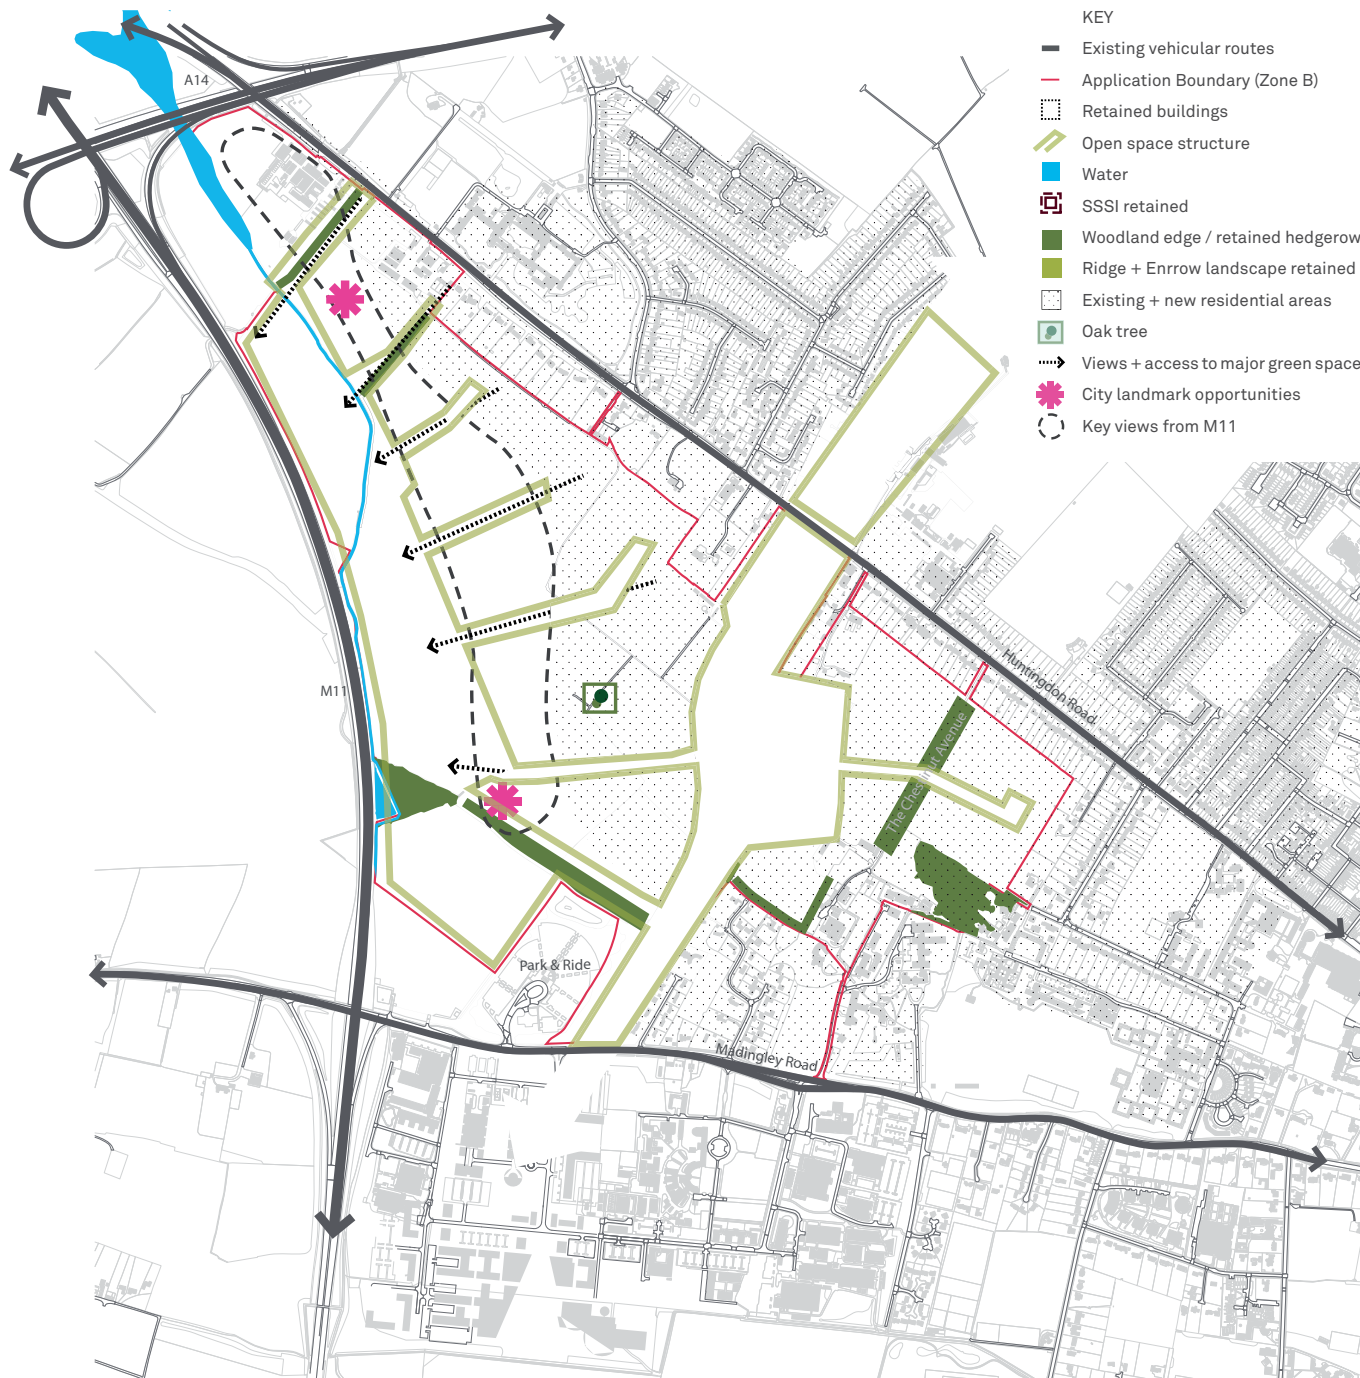 KEY
Existing vehicular routes
Application Boundary (Zone B)
Retained buildings
Open space structure
Water
SSSI retained
Woodland edge / retained hedgerow
Ridge + Enrrow landscape retained
Existing + new residential areas
Oak tree
Views + access to major green space
City landmark opportunities
Key views from M11
A14
Huntingdon Road
M11
The Chestnut Avenue
Park & Ride
Madingley Road